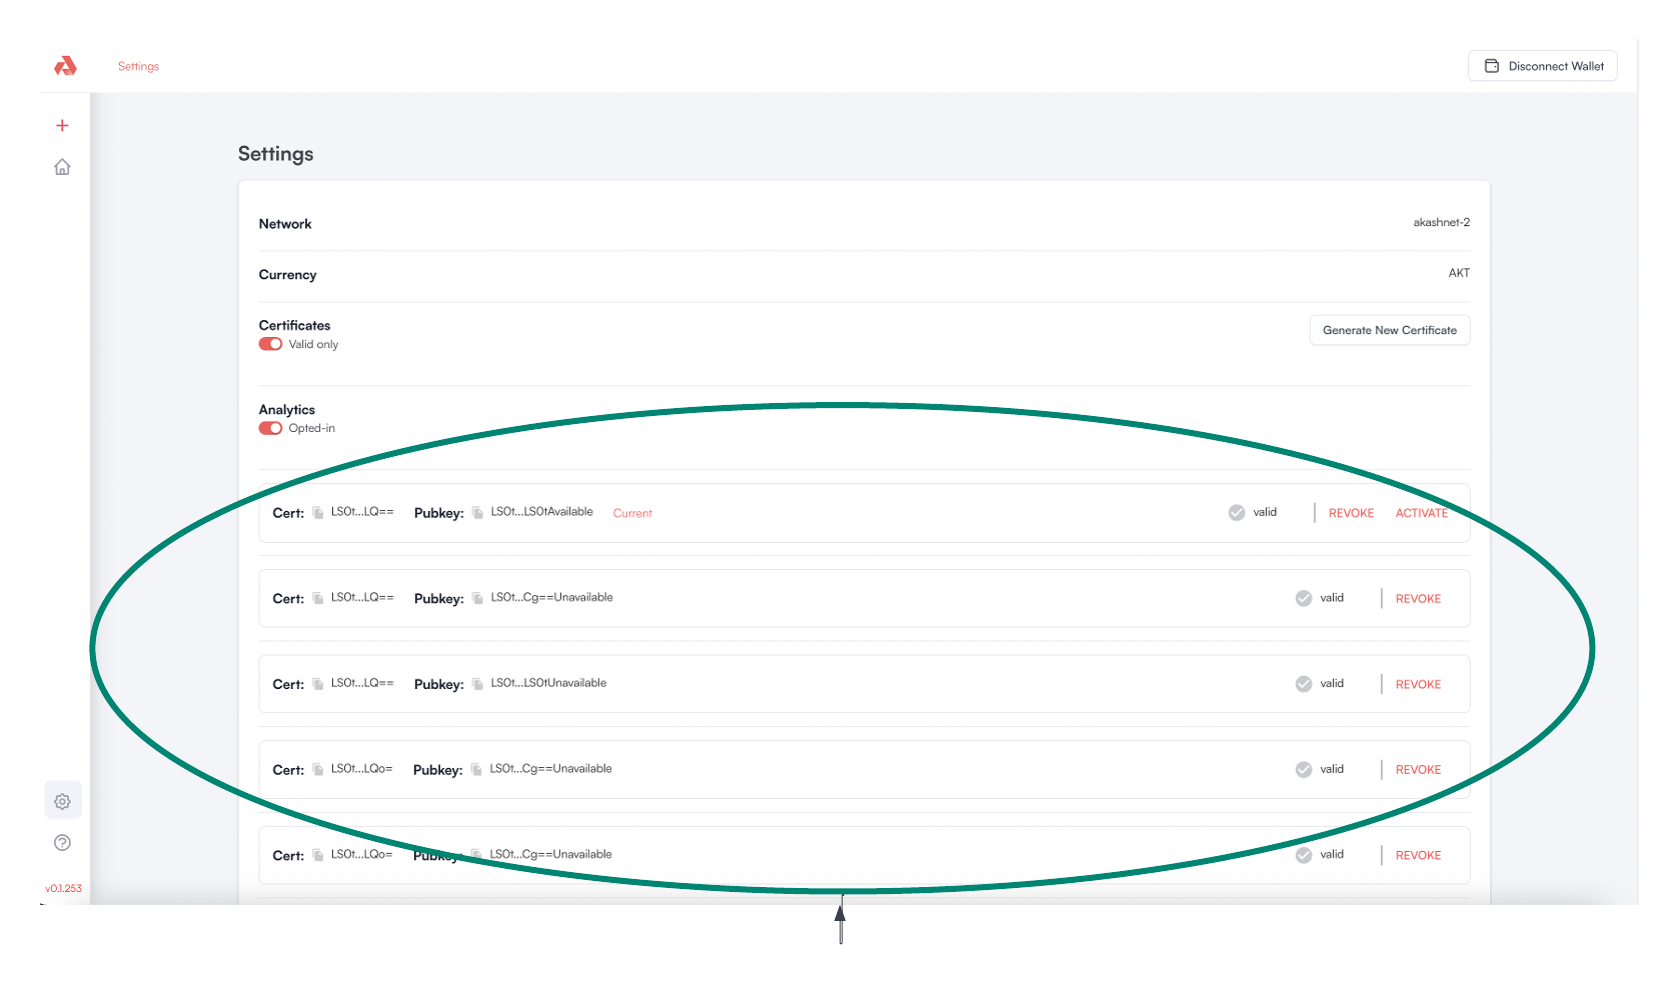 Settings
Disconnect Wallet
Settings
Network
akashnet-2
Currency
AKT
Certificates
Valid only
Generate New Certificate
Analytics
Opted-in
Cert: LS0t...LQ== Pubkey: LS0t...LS0tAvailable Current valid REVOKE ACTIVATE
Cert: LS0t...LQ== Pubkey: LS0t...Cg==Unavailable valid REVOKE
Cert: LS0t...LQ== Pubkey: LS0t...LS0tUnavailable valid REVOKE
Cert: LS0t...LQo= Pubkey: LS0t...Cg==Unavailable valid REVOKE
Cert: LS0t...LQo= Pubkey: LS0t...Cg==Unavailable valid REVOKE
v0.1.253